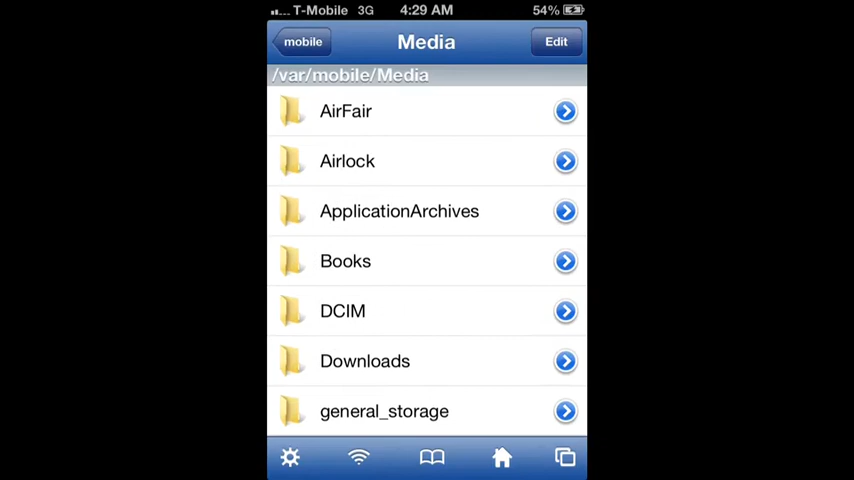 T-Mobile 3G 4:29 AM 54%
mobile Media Edit
/var/mobile/Media
AirFair
Airlock
ApplicationArchives
Books
DCIM
Downloads
general_storage